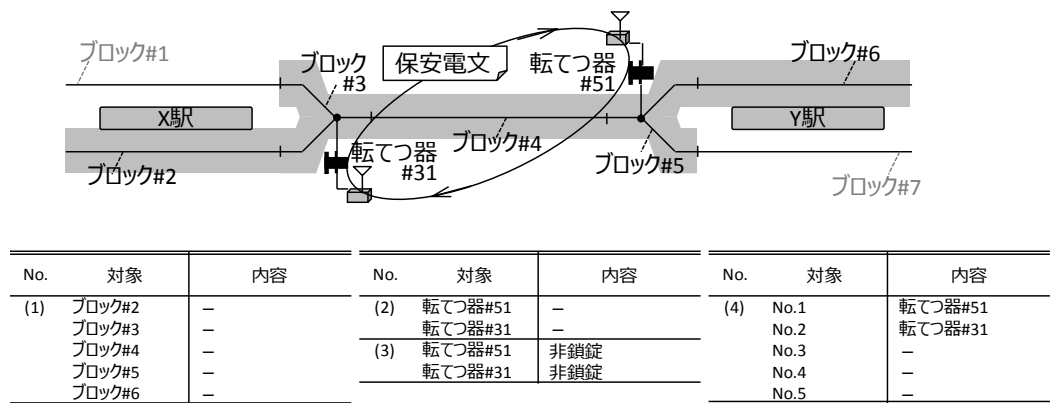 ブロック#1
ブロック
#3
保安電文
転てつ器
#51
ブロック#6
X駅
Y駅
ブロック#4
転てつ器
#31
ブロック#5
ブロック#2
ブロック#7
No. 対象 内容 No. 対象 内容 No. 対象 内容
(1) ブロック#2 – (2) 転てつ器#51 – (4) No.1 転てつ器#51
ブロック#3 – 転てつ器#31 – No.2 転てつ器#31
ブロック#4 – (3) 転てつ器#51 非鎖錠 No.3 –
ブロック#5 – 転てつ器#31 非鎖錠 No.4 –
ブロック#6 – No.5 –